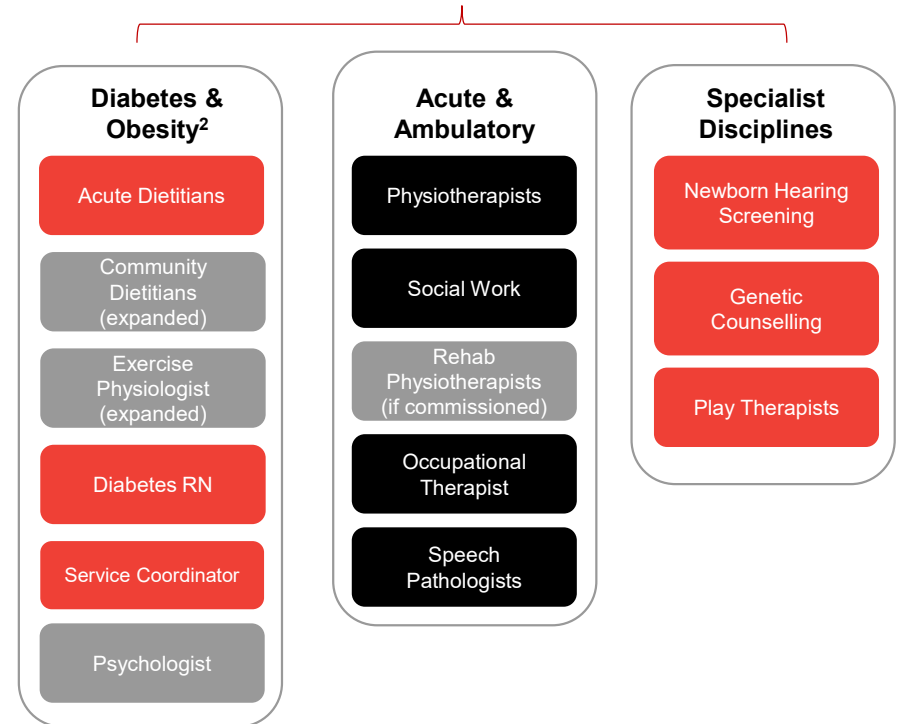 Diabetes &
Obesity²
Acute Dietitians
Community
Dietitians
(expanded)
Exercise
Physiologist
(expanded)
Diabetes RN
Service Coordinator
Psychologist
Acute &
Ambulatory
Physiotherapists
Social Work
Rehab
Physiotherapists
(if commissioned)
Occupational
Therapist
Speech
Pathologists
Specialist
Disciplines
Newborn Hearing
Screening
Genetic
Counselling
Play Therapists